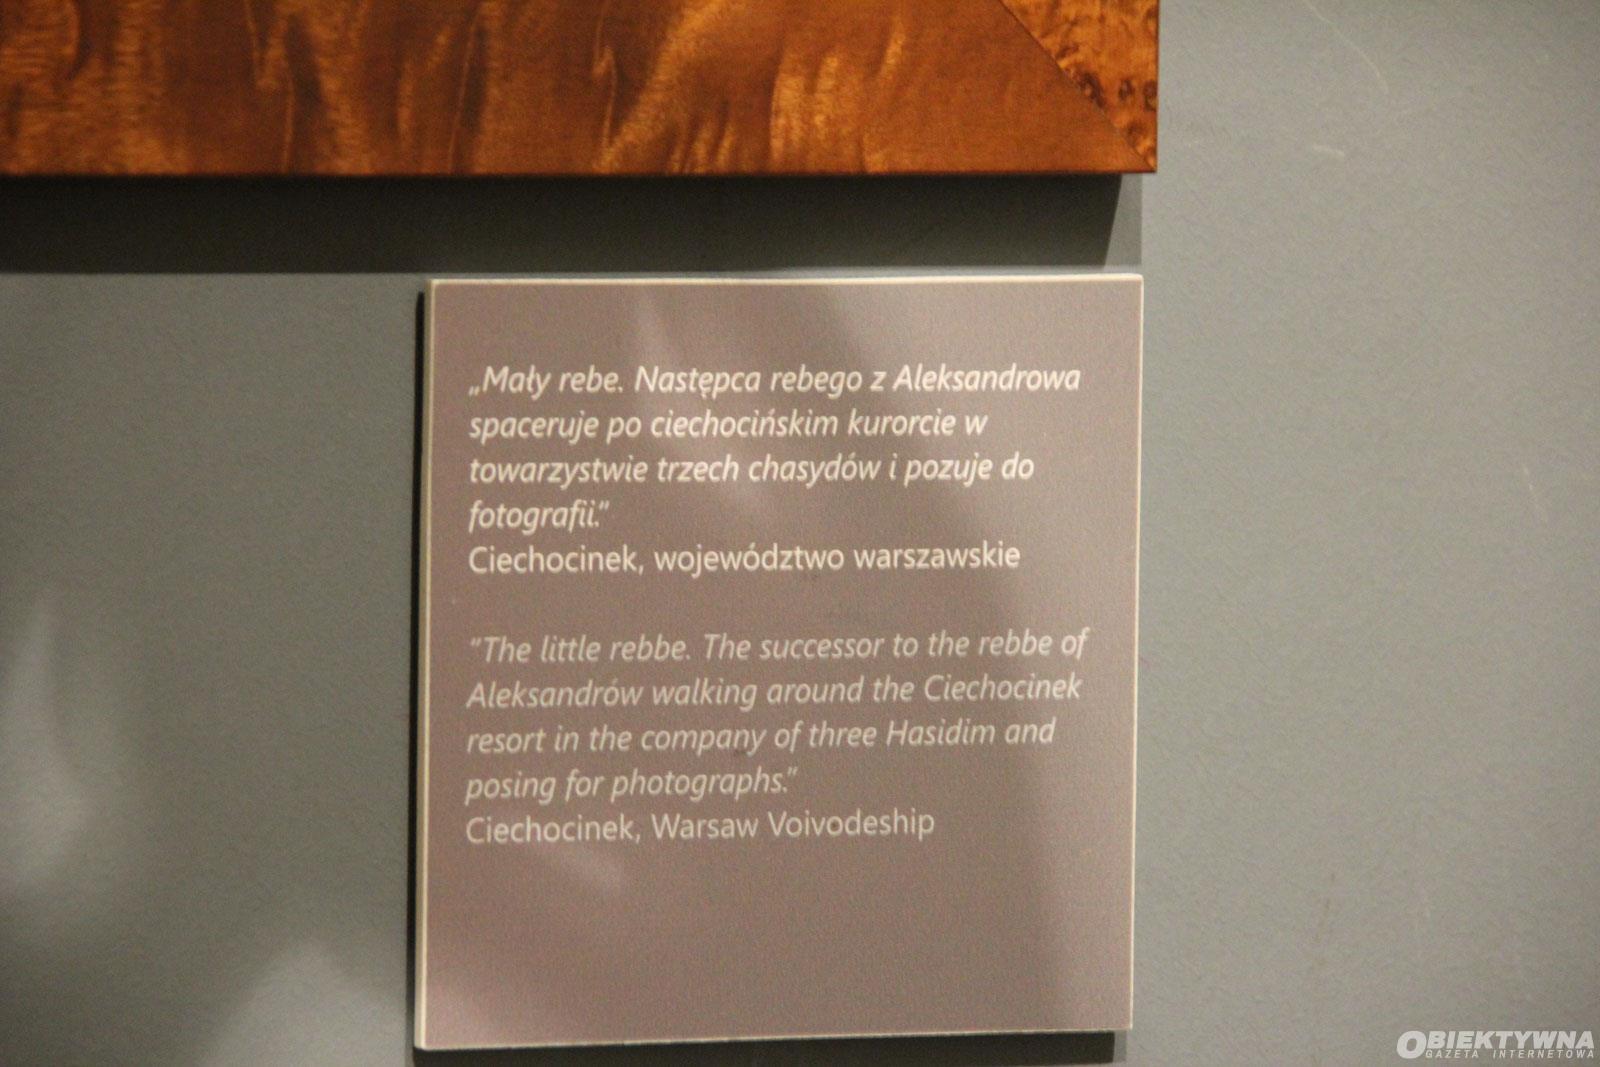 „Mały rebe. Następca rebego z Aleksandrowa
spaceruje po ciechocińskim kurorcie w
towarzystwie trzech chasydów i pozuje do
fotografii.”
Ciechocinek, województwo warszawskie
“The little rebbe. The successor to the rebbe of
Aleksandrów walking around the Ciechocinek
resort in the company of three Hasidim and
posing for photographs.”
Ciechocinek, Warsaw Voivodeship
OBIEKTYWNA
GAZETA INTERNETOWA